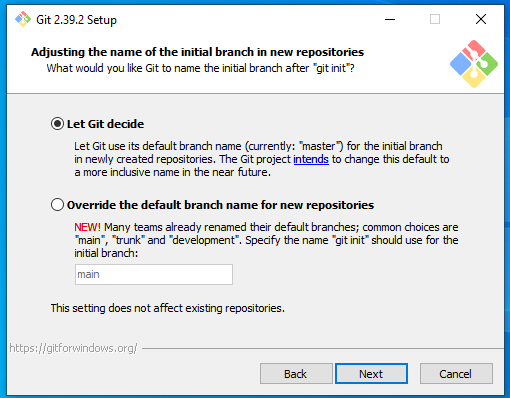 Git 2.39.2 Setup
Adjusting the name of the initial branch in new repositories
What would you like Git to name the initial branch after "git init"?
Let Git decide
Let Git use its default branch name (currently: "master") for the initial branch
in newly created repositories. The Git project intends to change this default to
a more inclusive name in the near future.
Override the default branch name for new repositories
NEW! Many teams already renamed their default branches; common choices are
"main", "trunk" and "development". Specify the name "git init" should use for the
initial branch:
main
This setting does not affect existing repositories.
https://gitforwindows.org/
Back
Next
Cancel